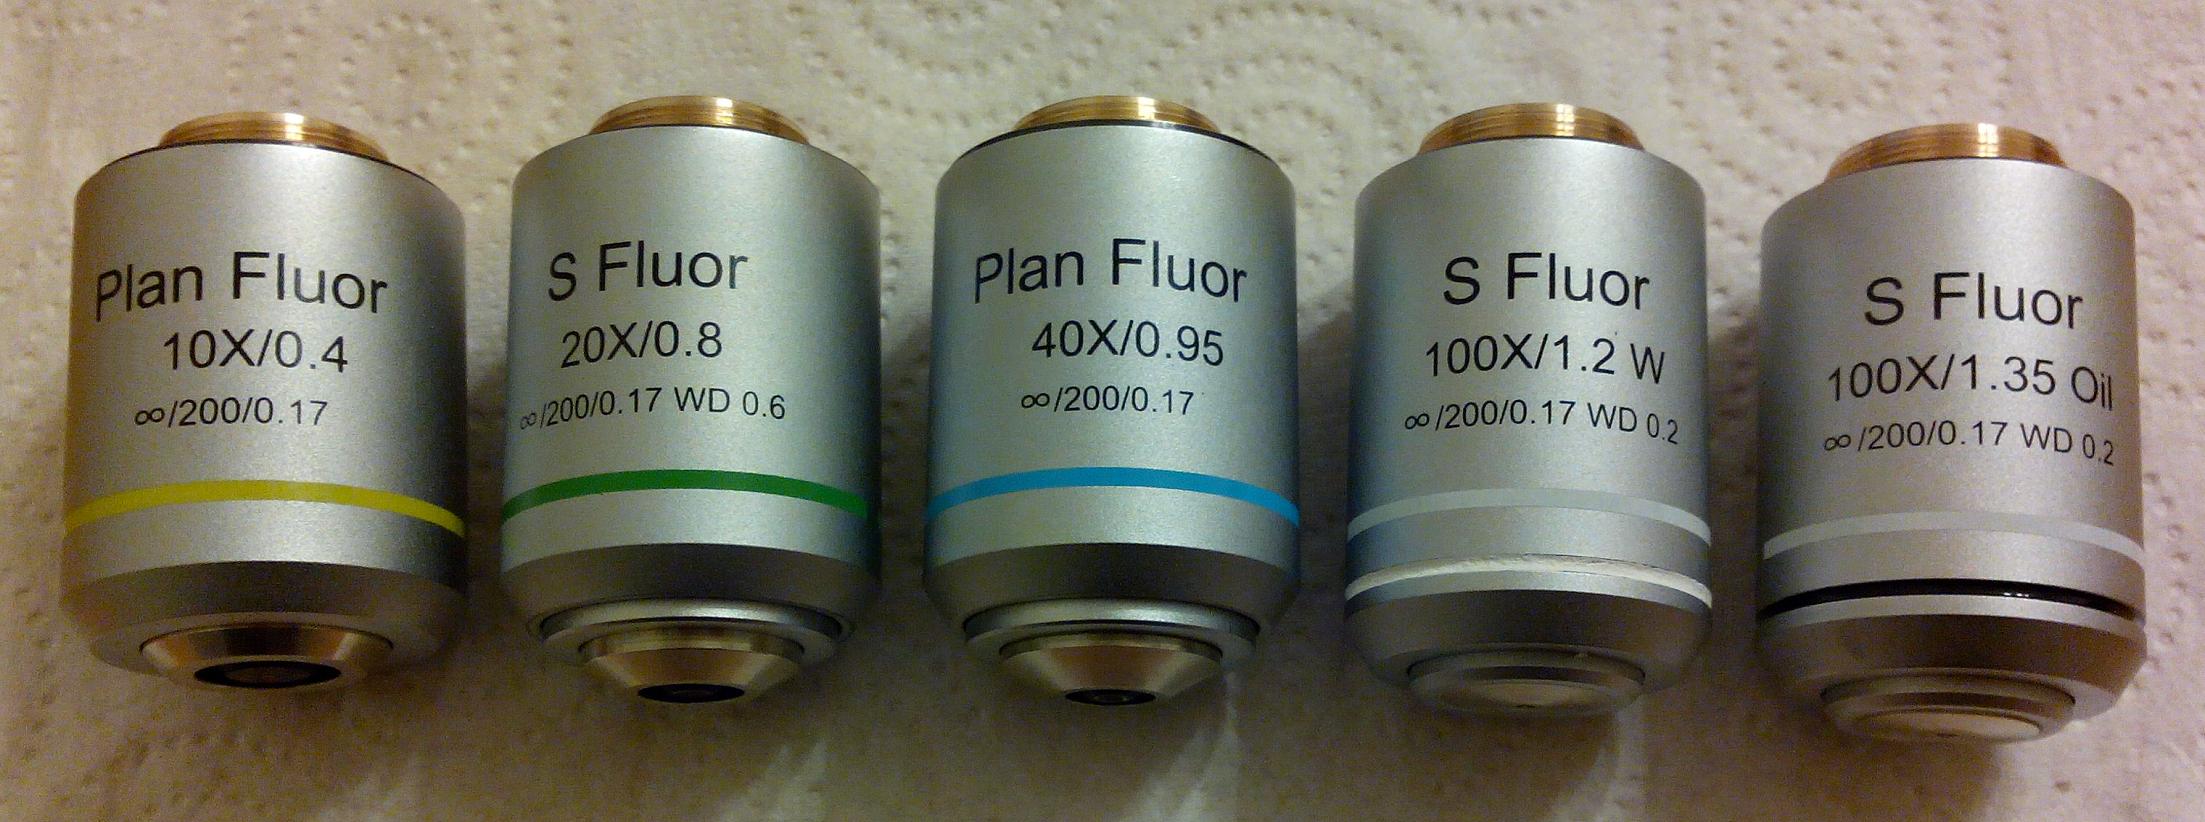 Plan Fluor
10X/0.4
∞/200/0.17
S Fluor
20X/0.8
∞/200/0.17 WD 0.6
Plan Fluor
40X/0.95
∞/200/0.17
S Fluor
100X/1.2 W
∞/200/0.17 WD 0.2
S Fluor
100X/1.35 Oil
∞/200/0.17 WD 0.2